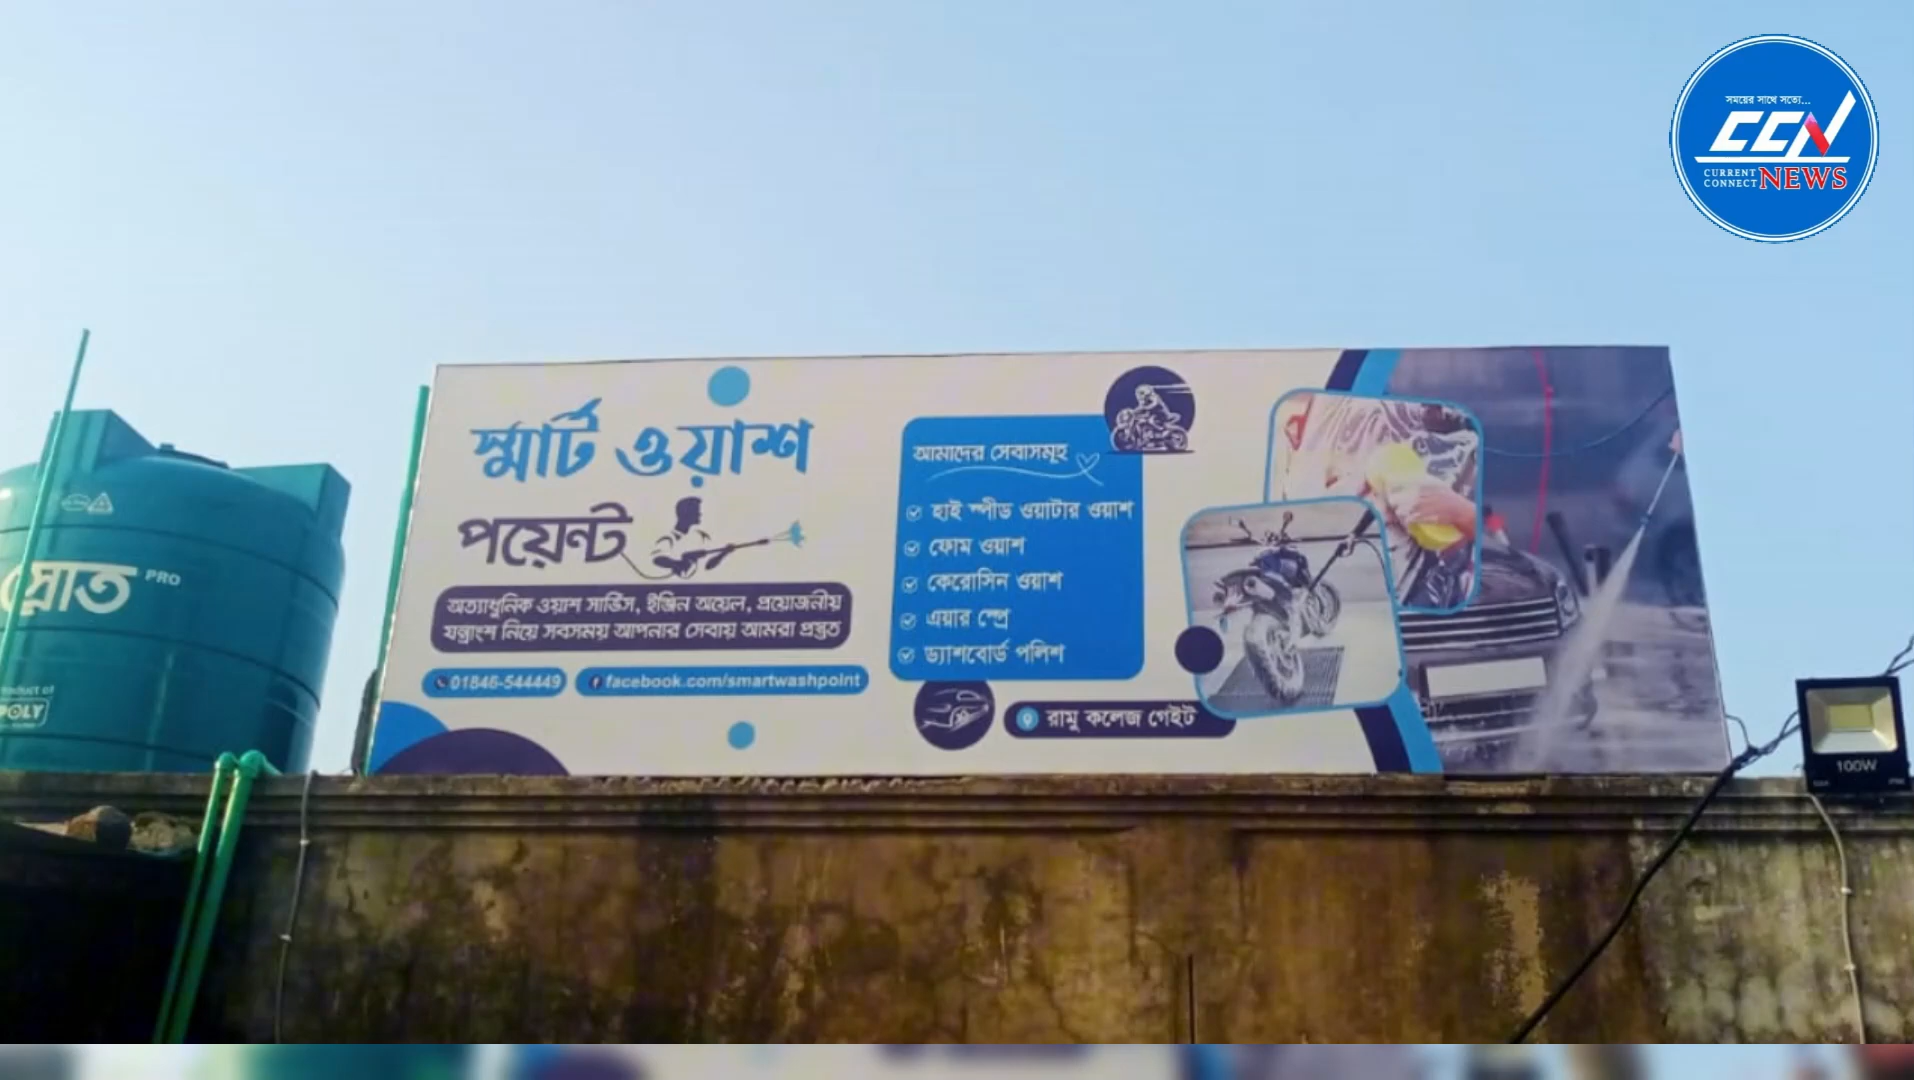 সময়ের সাথে সত্যে...
CCN
CURRENT
CONNECT NEWS
স্মার্ট ওয়াশ
পয়েন্ট
অত্যাধুনিক ওয়াশ সার্ভিস, ইঞ্জিন অয়েল, প্রয়োজনীয়
যন্ত্রাংশ নিয়ে সবসময় আপনার সেবায় আমরা প্রস্তুত
01846-544449
facebook.com/smartwashpoint
আমাদের সেবাসমূহ
হাই স্পীড ওয়াটার ওয়াশ
ফোম ওয়াশ
কেরোসিন ওয়াশ
এয়ার স্প্রে
ড্যাশবোর্ড পলিশ
রামু কলেজ গেইট
স্রোত PRO
product of
POLY
100W